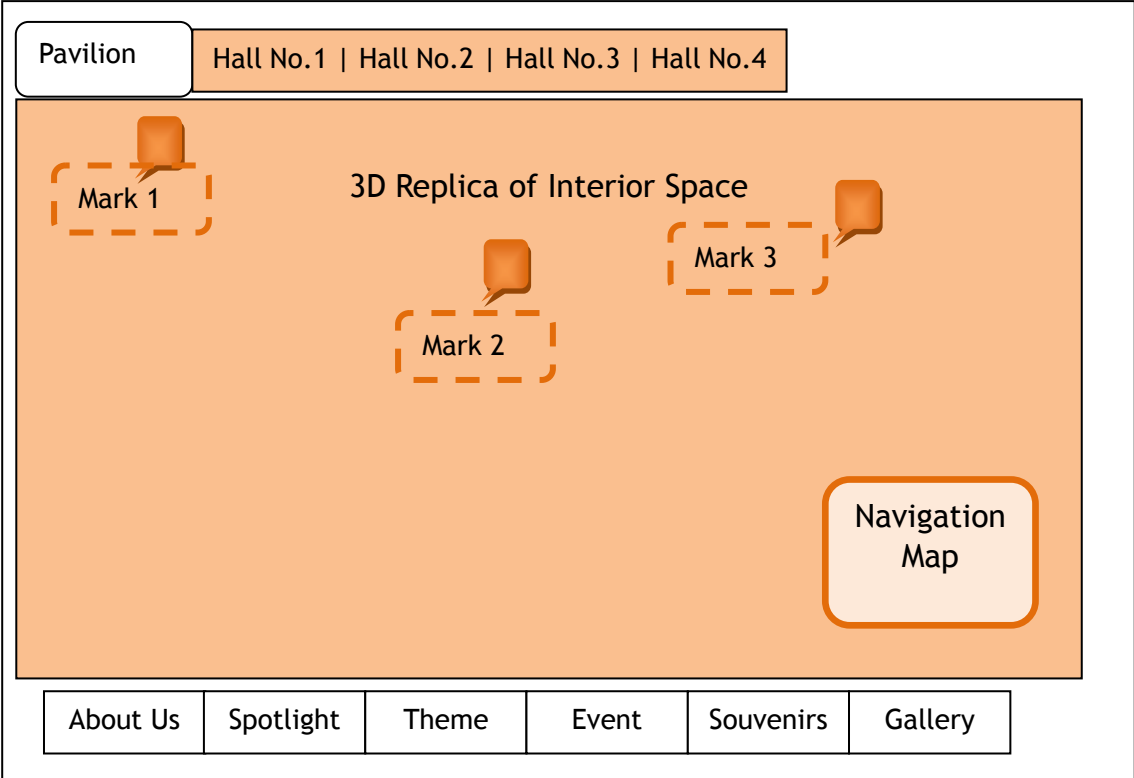 Pavilion
Hall No.1 | Hall No.2 | Hall No.3 | Hall No.4
Mark 1
3D Replica of Interior Space
Mark 3
Mark 2
Navigation
Map
About Us
Spotlight
Theme
Event
Souvenirs
Gallery